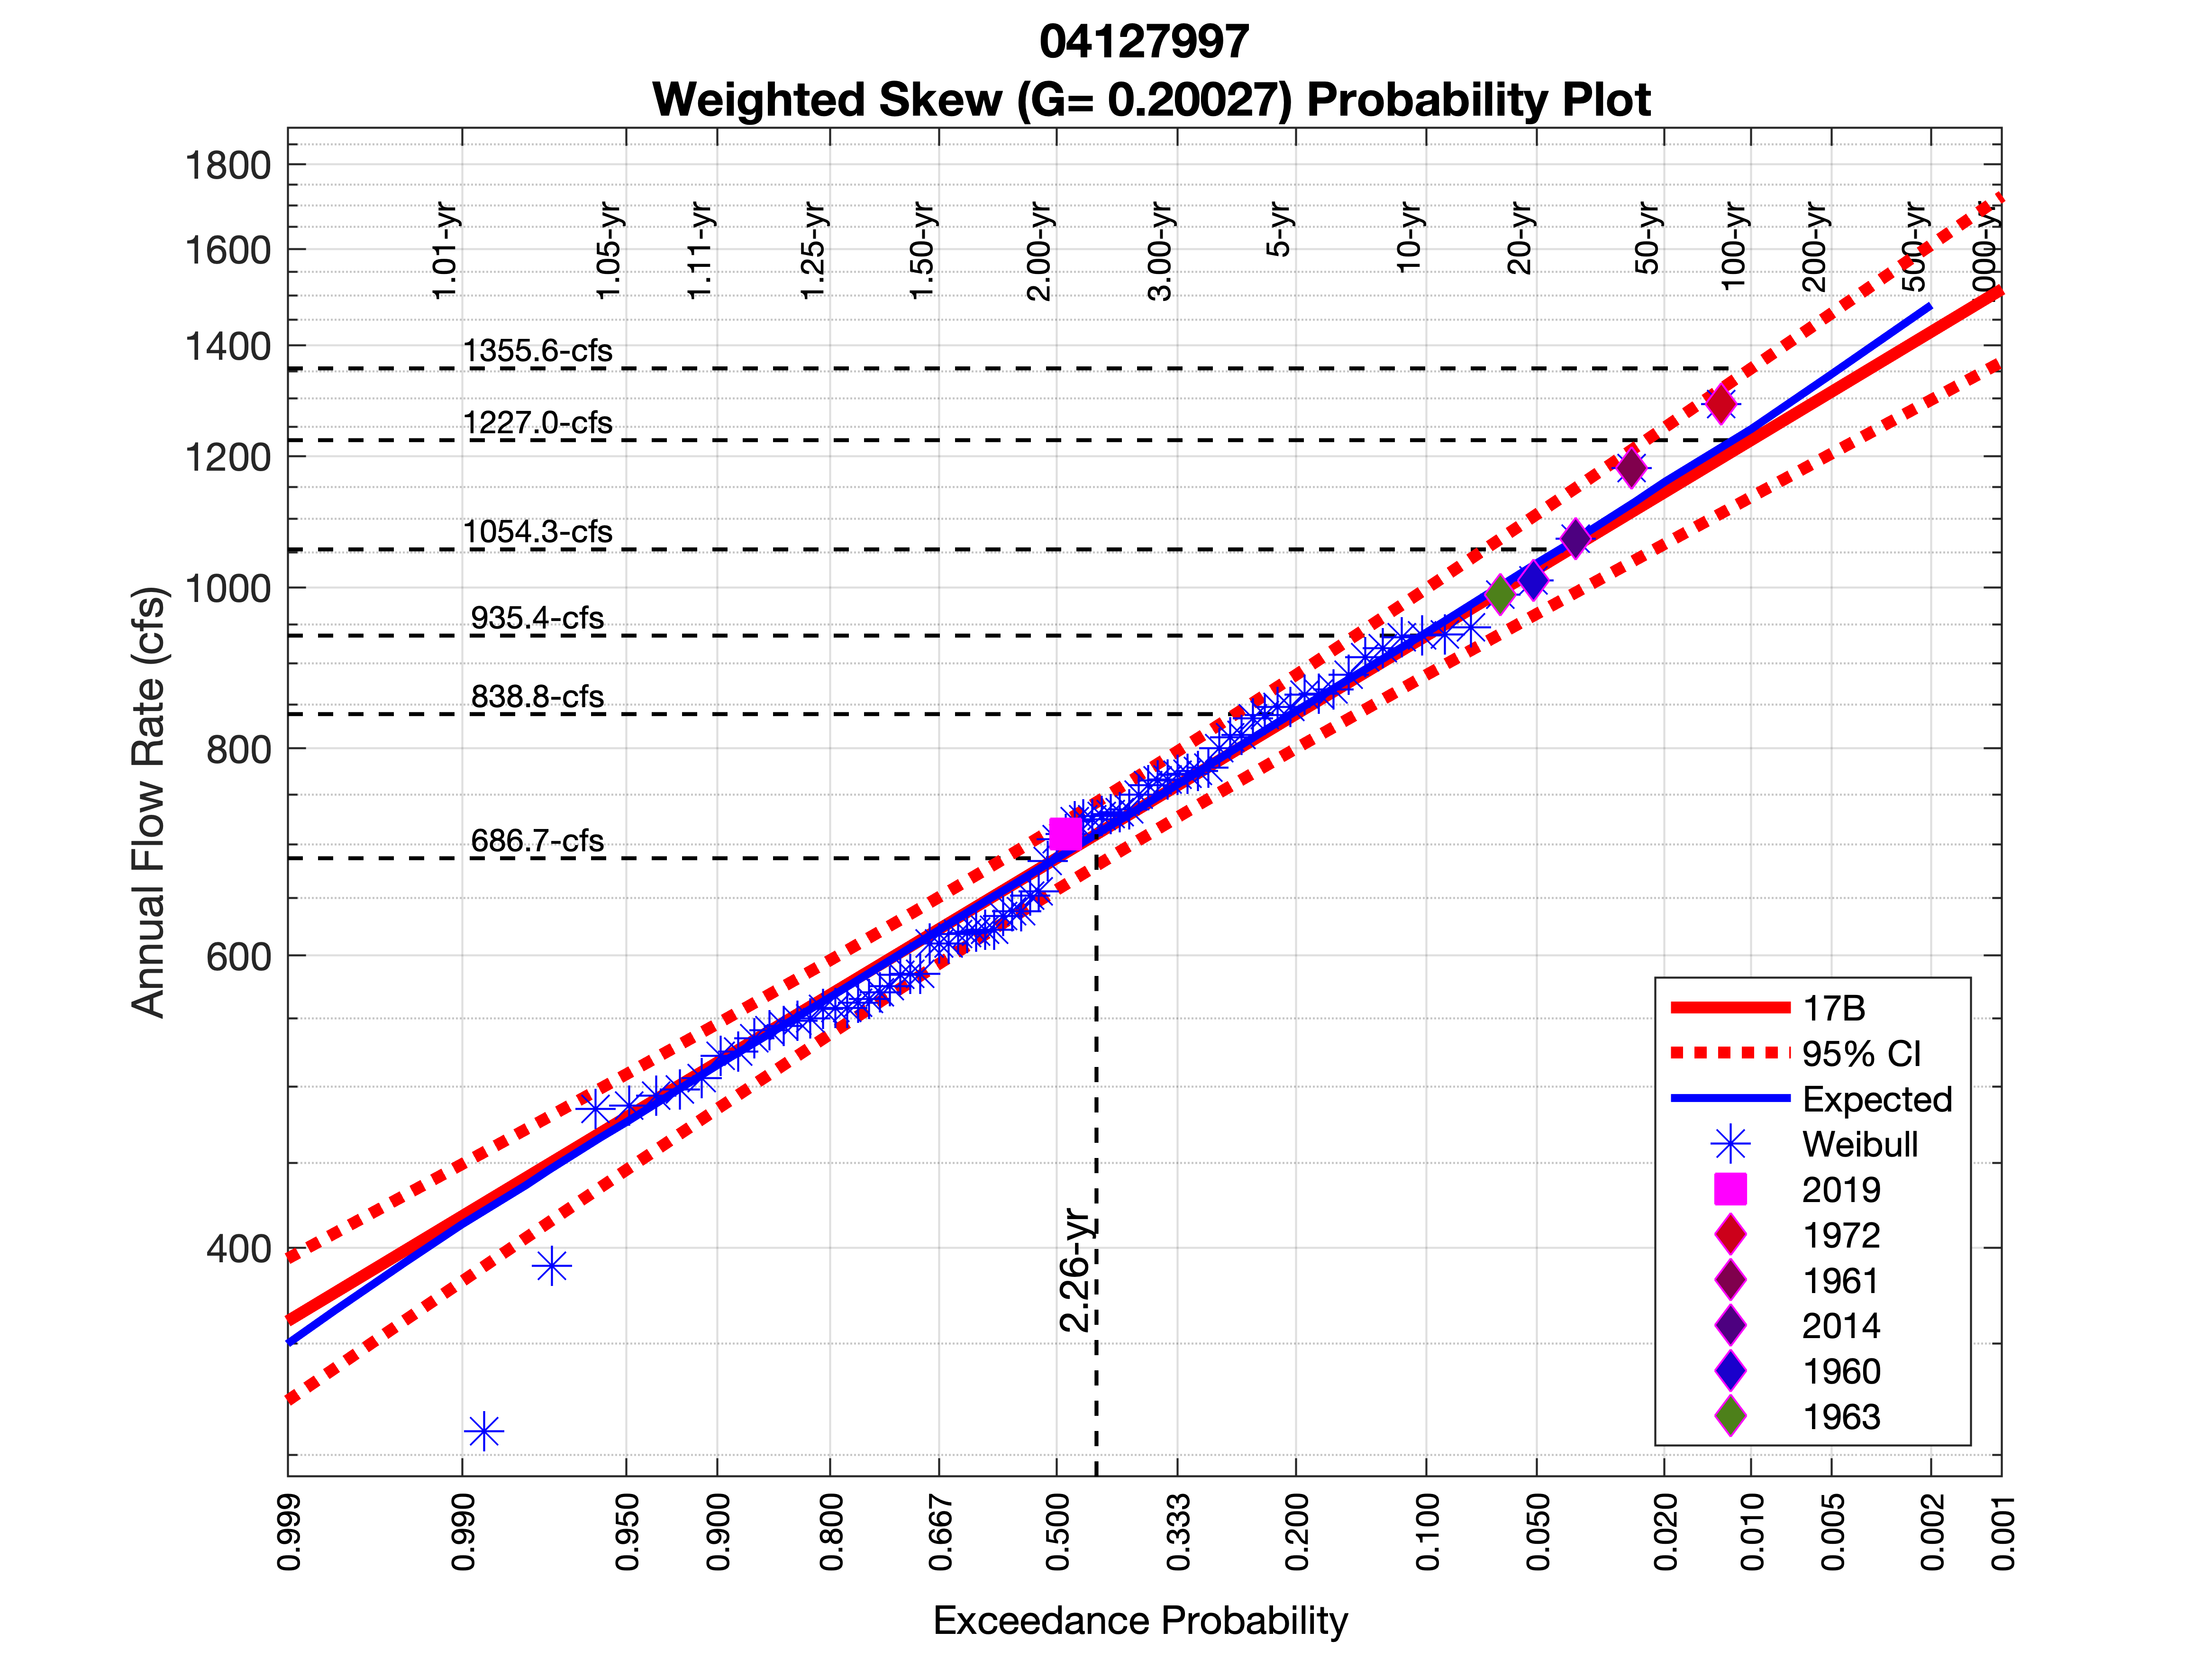 04127997
Weighted Skew (G= 0.20027) Probability Plot
1800
1600
1400
1200
1000
800
600
400
Annual Flow Rate (cfs)
1.01-yr
1.05-yr
1.11-yr
1.25-yr
1.50-yr
2.00-yr
3.00-yr
5-yr
10-yr
20-yr
50-yr
100-yr
200-yr
500-yr
1355.6-cfs
1227.0-cfs
1054.3-cfs
935.4-cfs
838.8-cfs
686.7-cfs
2.26-yr
17B
95% CI
Expected
Weibull
2019
1972
1961
2014
1960
1963
0.999
0.990
0.950
0.900
0.800
0.667
0.500
0.333
0.200
0.100
0.050
0.020
0.010
0.005
0.002
0.001
Exceedance Probability